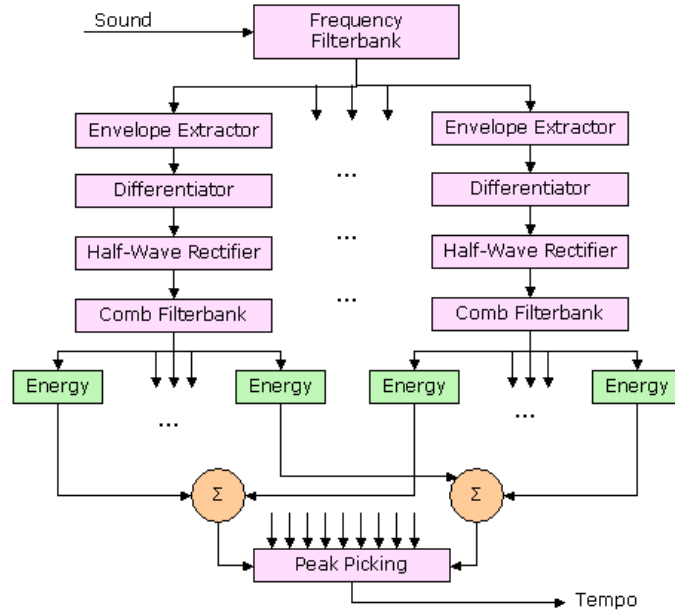 Sound
Frequency
Filterbank
Envelope Extractor
Envelope Extractor
...
Differentiator
Differentiator
...
Half-Wave Rectifier
Half-Wave Rectifier
...
Comb Filterbank
Comb Filterbank
Energy
Energy
Energy
Energy
...
...
Σ
Σ
Peak Picking
Tempo